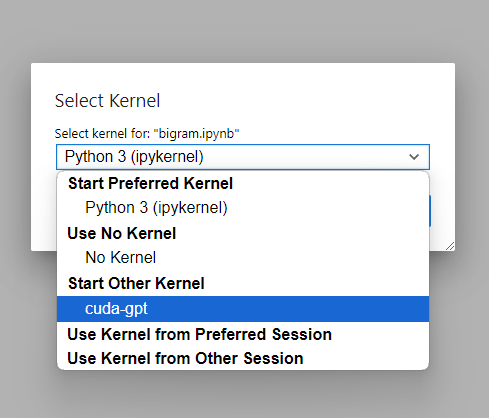 Select Kernel
Select kernel for: "bigram.ipynb"
Python 3 (ipykernel)
Start Preferred Kernel
Python 3 (ipykernel)
Use No Kernel
No Kernel
Start Other Kernel
cuda-gpt
Use Kernel from Preferred Session
Use Kernel from Other Session